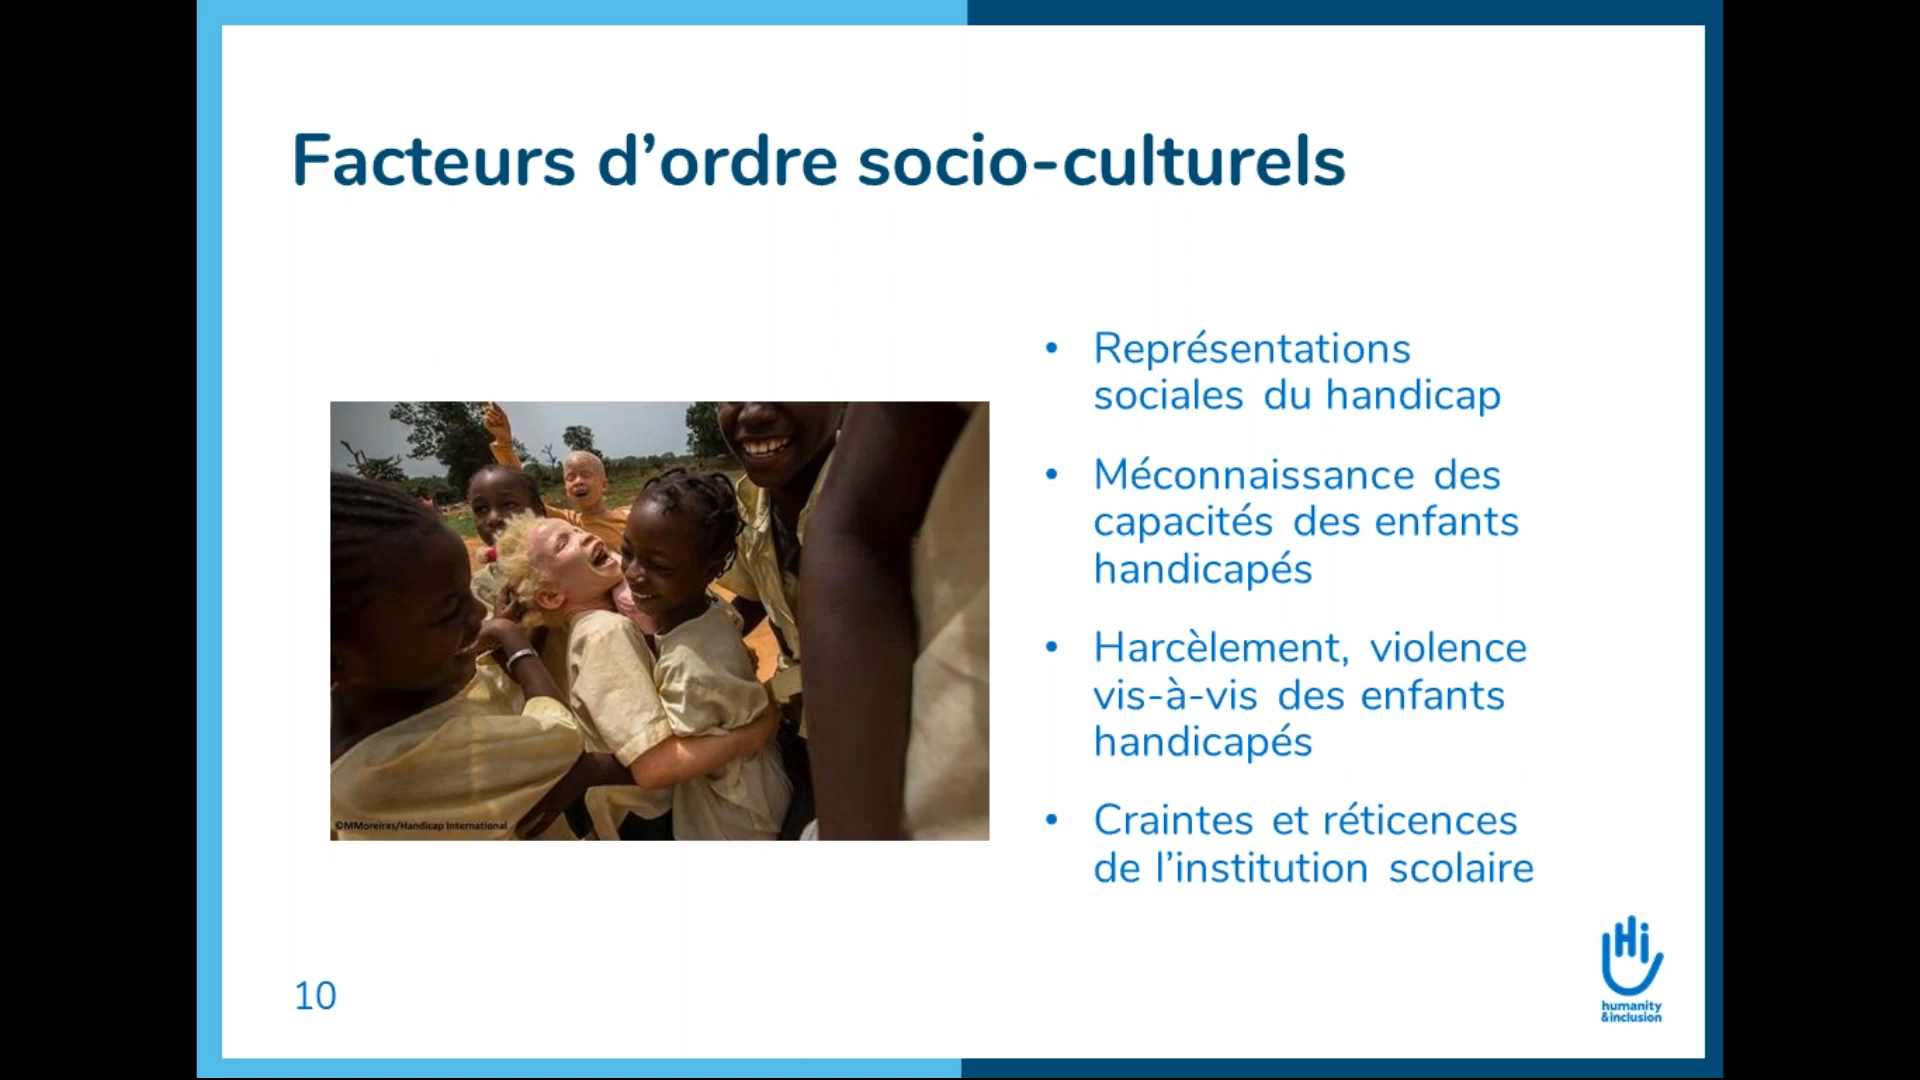 Facteurs d’ordre socio-culturels
• Représentations
sociales du handicap
• Méconnaissance des
capacités des enfants
handicapés
• Harcèlement, violence
vis-à-vis des enfants
handicapés
• Craintes et réticences
de l’institution scolaire
©MMoreiras/Handicap International
10
Hi
humanity
&inclusion